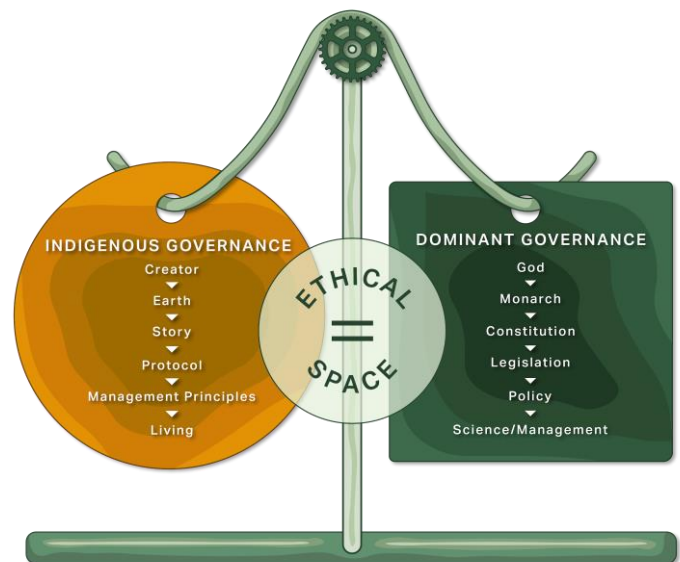 INDIGENOUS GOVERNANCE
Creator
Earth
Story
Protocol
Management Principles
Living
ETHICAL
=
SPACE
DOMINANT GOVERNANCE
God
Monarch
Constitution
Legislation
Policy
Science/Management